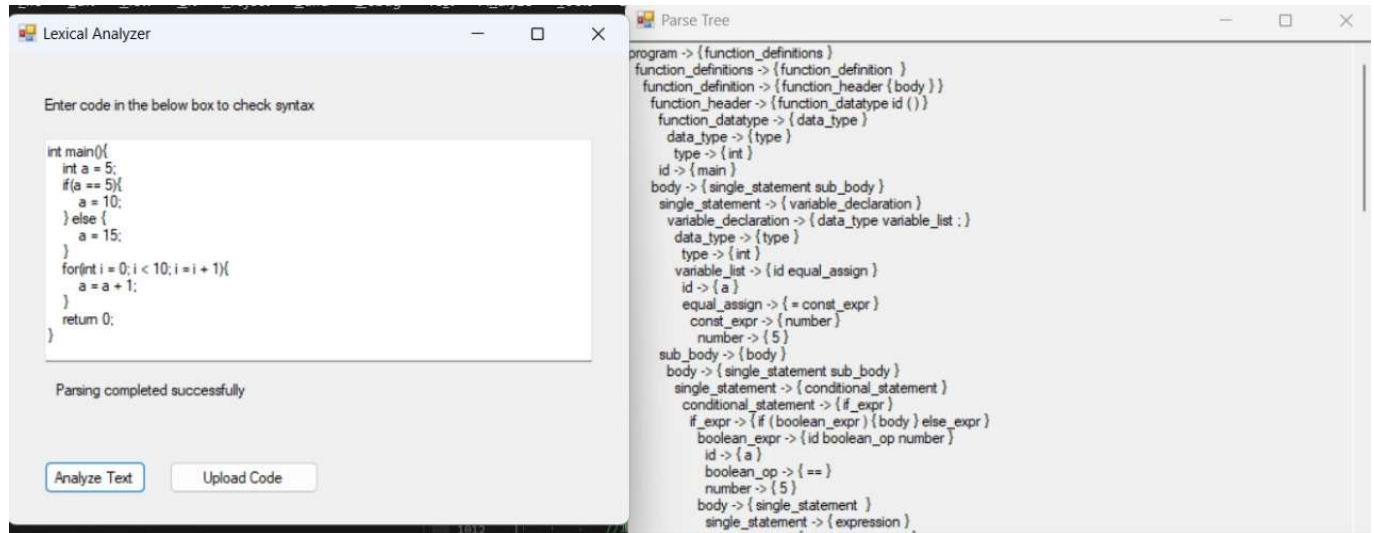 Lexical Analyzer
Enter code in the below box to check syntax
int main(){
int a = 5;
if(a == 5){
a = 10;
} else {
a = 15;
}
for(int i = 0; i < 10; i = i + 1){
a = a + 1;
}
return 0;
}
Parsing completed successfully
Analyze Text
Upload Code
Parse Tree
program -> { function_definitions }
function_definitions -> { function_definition }
function_definition -> { function_header { body } }
function_header -> { function_datatype id ( ) }
function_datatype -> { data_type }
data_type -> { type }
type -> { int }
id -> { main }
body -> { single_statement sub_body }
single_statement -> { variable_declaration }
variable_declaration -> { data_type variable_list ; }
data_type -> { type }
type -> { int }
variable_list -> { id equal_assign }
id -> { a }
equal_assign -> { = const_expr }
const_expr -> { number }
number -> { 5 }
sub_body -> { body }
body -> { single_statement sub_body }
single_statement -> { conditional_statement }
conditional_statement -> { if_expr }
if_expr -> { if ( boolean_expr ) { body } else_expr }
boolean_expr -> { id boolean_op number }
id -> { a }
boolean_op -> { == }
number -> { 5 }
body -> { single_statement }
single_statement -> { expression }